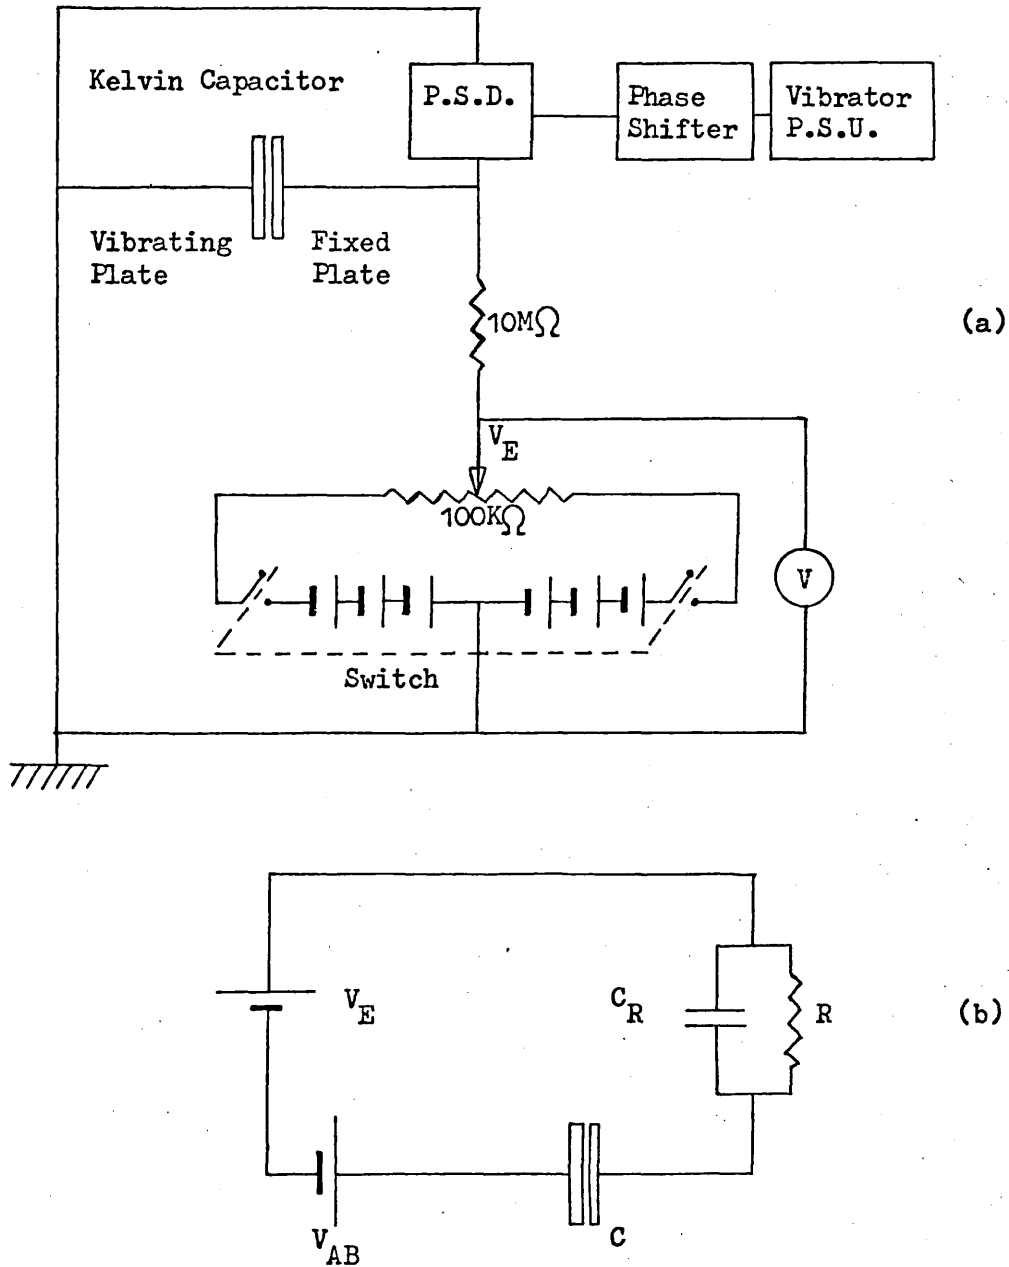 Kelvin Capacitor
P.S.D.
Phase
Shifter
Vibrator
P.S.U.
Vibrating
Plate
Fixed
Plate
10MΩ
(a)
V_E
100KΩ
V
Switch
V_E
C_R
R
(b)
V_AB
C